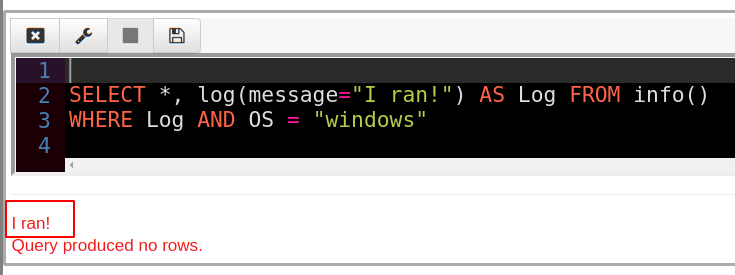 1
2 SELECT *, log(message="I ran!") AS Log FROM info()
3 WHERE Log AND OS = "windows"
4
I ran!
Query produced no rows.